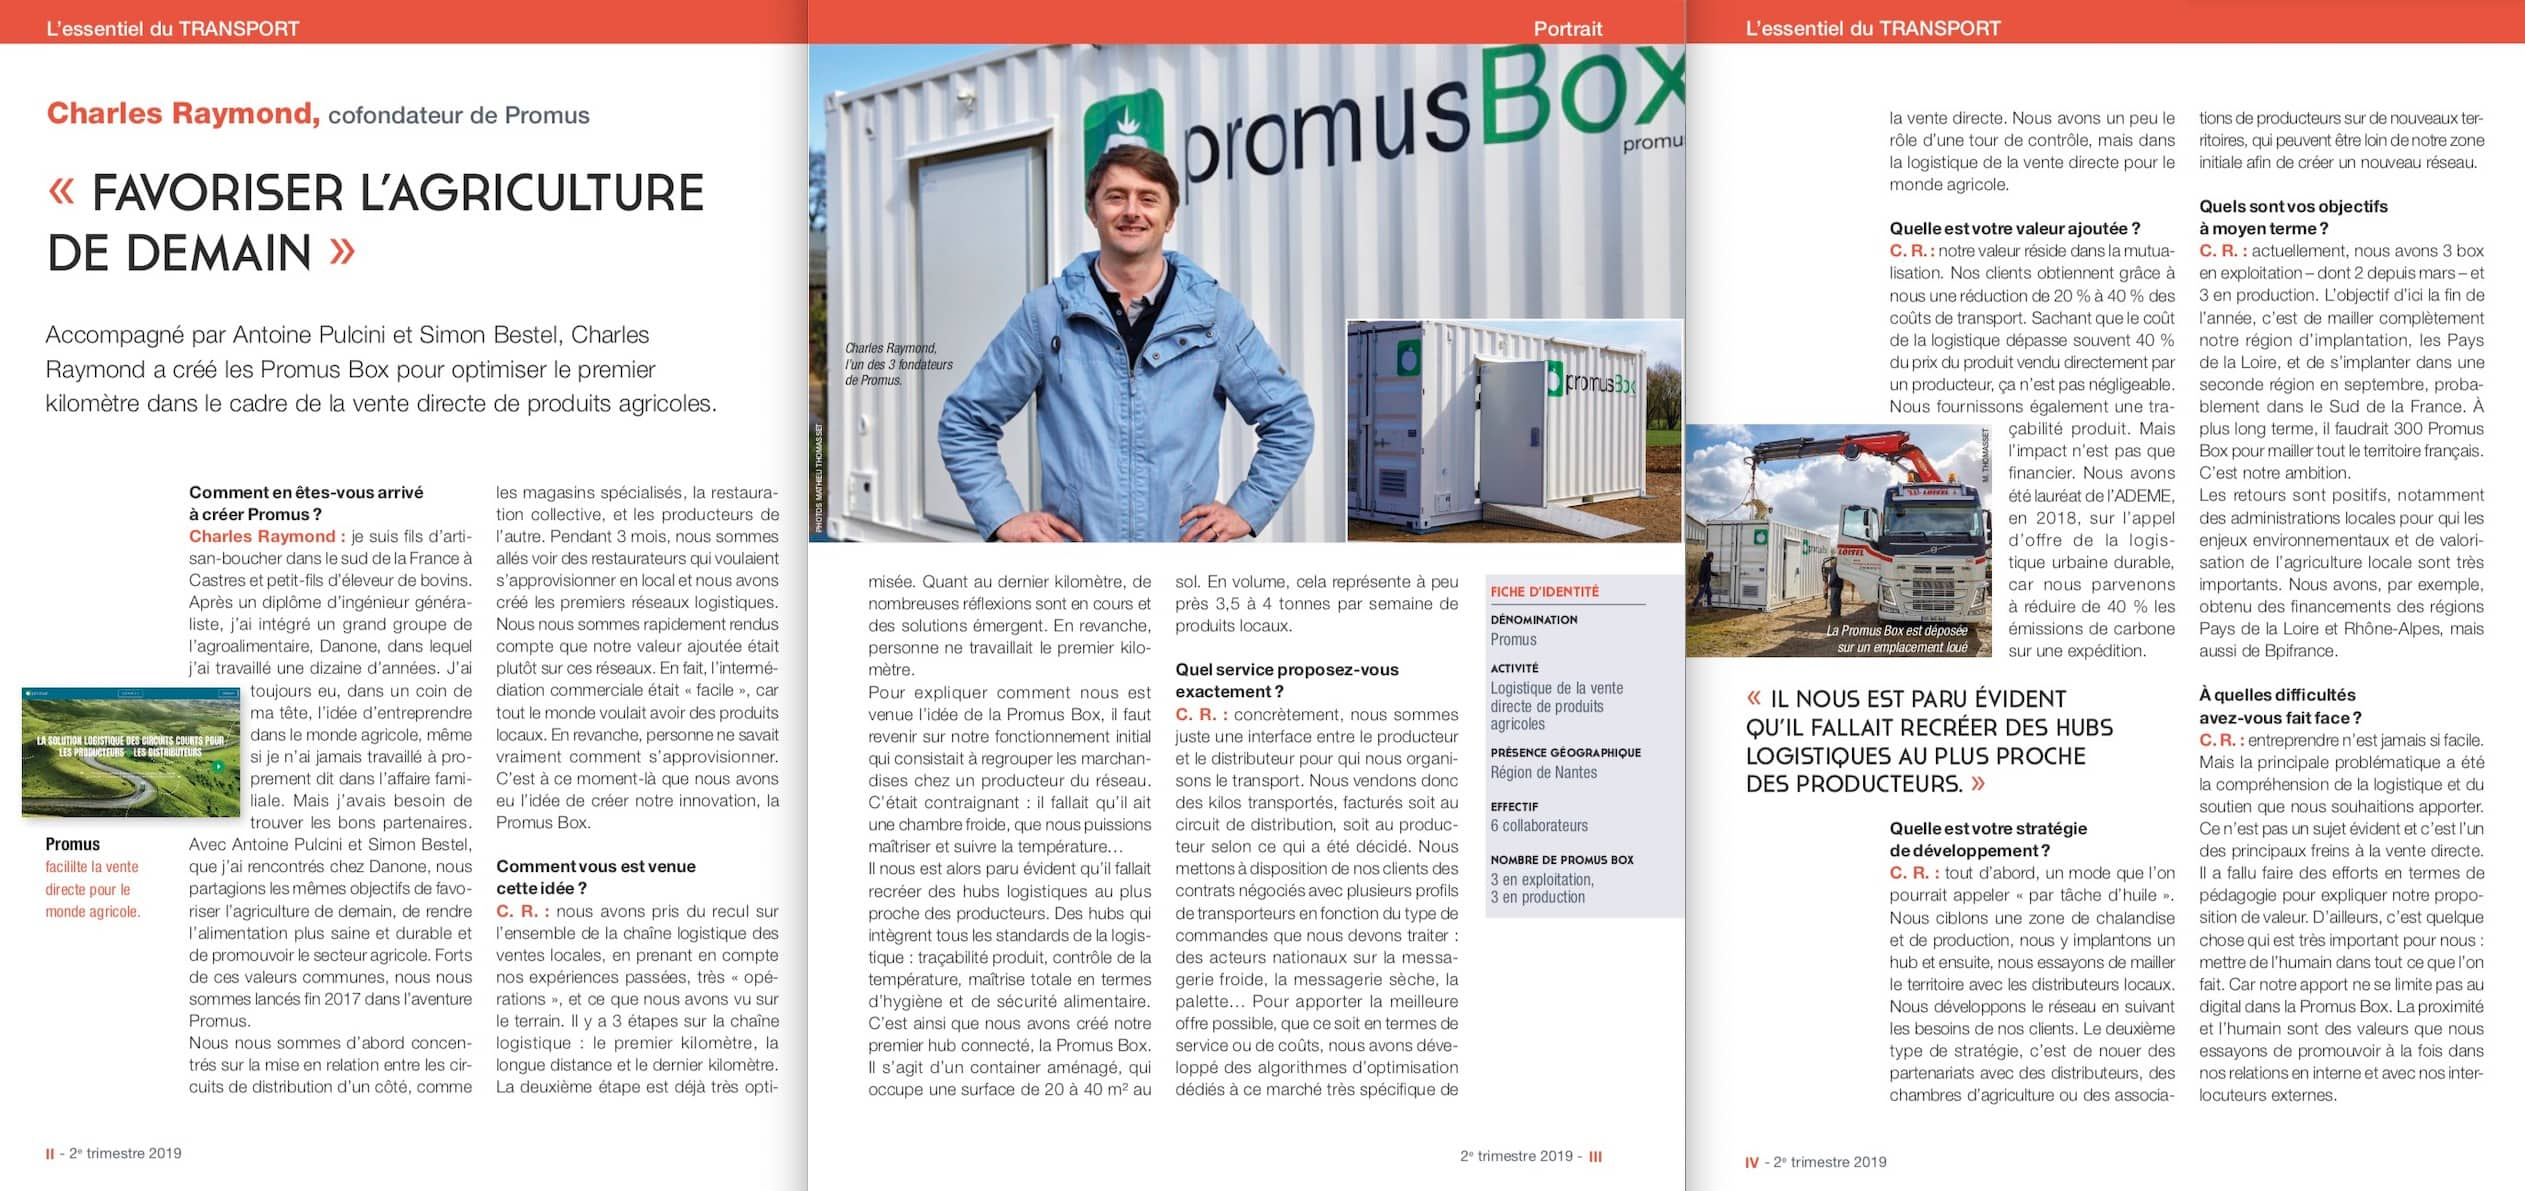 L'essentiel du TRANSPORT
Charles Raymond, cofondateur de Promus
« FAVORISER L'AGRICULTURE
DE DEMAIN »
Accompagné par Antoine Pulcini et Simon Bestel, Charles
Raymond a créé les Promus Box pour optimiser le premier
kilomètre dans le cadre de la vente directe de produits agricoles.
Comment en êtes-vous arrivé
à créer Promus ?
Charles Raymond : je suis fils d'arti-
san-boucher dans le sud de la France à
Castres et petit-fils d'éleveur de bovins.
Après un diplôme d'ingénieur généra-
liste, j'ai intégré un grand groupe de
l'agroalimentaire, Danone, dans lequel
j'ai travaillé une dizaine d'années. J'ai
toujours eu, dans un coin de
ma tête, l'idée d'entreprendre
dans le monde agricole, même
si je n'ai jamais travaillé à pro-
prement dit dans l'affaire fami-
liale. Mais j'avais besoin de
trouver les bons partenaires.
Avec Antoine Pulcini et Simon Bestel,
que j'ai rencontrés chez Danone, nous
partagions les mêmes objectifs de favo-
riser l'agriculture de demain, de rendre
l'alimentation plus saine et durable et
de promouvoir le secteur agricole. Forts
de ces valeurs communes, nous nous
sommes lancés fin 2017 dans l'aventure
Promus.
Nous nous sommes d'abord concen-
trés sur la mise en relation entre les cir-
cuits de distribution d'un côté, comme
LA SOLUTION LOGISTIQUE DES CIRCUITS COURTS POUR
LES PRODUCTEURS LES DISTRIBUTEURS
Promus
facililte la vente
directe pour le
monde agricole.
les magasins spécialisés, la restaura-
tion collective, et les producteurs de
l'autre. Pendant 3 mois, nous sommes
allés voir des restaurateurs qui voulaient
s'approvisionner en local et nous avons
créé les premiers réseaux logistiques.
Nous nous sommes rapidement rendus
compte que notre valeur ajoutée était
plutôt sur ces réseaux. En fait, l'intermé-
diation commerciale était « facile », car
tout le monde voulait avoir des produits
locaux. En revanche, personne ne savait
vraiment comment s'approvisionner.
C'est à ce moment-là que nous avons
eu l'idée de créer notre innovation, la
Promus Box.
Comment vous est venue
cette idée ?
C. R. : nous avons pris du recul sur
l'ensemble de la chaîne logistique des
ventes locales, en prenant en compte
nos expériences passées, très « opé-
rations », et ce que nous avons vu sur
le terrain. Il y a 3 étapes sur la chaîne
logistique : le premier kilomètre, la
longue distance et le dernier kilomètre.
La deuxième étape est déjà très opti-
II - 2e trimestre 2019
Portrait
promusBox
promu
Charles Raymond,
l'un des 3 fondateurs
de Promus.
PHOTOS MATHIEU THOMASSET
promusBox
misée. Quant au dernier kilomètre, de
nombreuses réflexions sont en cours et
des solutions émergent. En revanche,
personne ne travaillait le premier kilo-
mètre.
Pour expliquer comment nous est
venue l'idée de la Promus Box, il faut
revenir sur notre fonctionnement initial
qui consistait à regrouper les marchan-
dises chez un producteur du réseau.
C'était contraignant : il fallait qu'il ait
une chambre froide, que nous puissions
maîtriser et suivre la température…
Il nous est alors paru évident qu'il fallait
recréer des hubs logistiques au plus
proche des producteurs. Des hubs qui
intègrent tous les standards de la logis-
tique : traçabilité produit, contrôle de la
température, maîtrise totale en termes
d'hygiène et de sécurité alimentaire.
C'est ainsi que nous avons créé notre
premier hub connecté, la Promus Box.
Il s'agit d'un container aménagé, qui
occupe une surface de 20 à 40 m² au
sol. En volume, cela représente à peu
près 3,5 à 4 tonnes par semaine de
produits locaux.
Quel service proposez-vous
exactement ?
C. R. : concrètement, nous sommes
juste une interface entre le producteur
et le distributeur pour qui nous organi-
sons le transport. Nous vendons donc
des kilos transportés, facturés soit au
circuit de distribution, soit au produc-
teur selon ce qui a été décidé. Nous
mettons à disposition de nos clients des
contrats négociés avec plusieurs profils
de transporteurs en fonction du type de
commandes que nous devons traiter :
des acteurs nationaux sur la messa-
gerie froide, la messagerie sèche, la
palette… Pour apporter la meilleure
offre possible, que ce soit en termes de
service ou de coûts, nous avons déve-
loppé des algorithmes d'optimisation
dédiés à ce marché très spécifique de
FICHE D'IDENTITÉ
DÉNOMINATION
Promus
ACTIVITÉ
Logistique de la vente
directe de produits
agricoles
PRÉSENCE GÉOGRAPHIQUE
Région de Nantes
EFFECTIF
6 collaborateurs
NOMBRE DE PROMUS BOX
3 en exploitation,
3 en production
2e trimestre 2019 - III
L'essentiel du TRANSPORT
la vente directe. Nous avons un peu le
rôle d'une tour de contrôle, mais dans
la logistique de la vente directe pour le
monde agricole.
Quelle est votre valeur ajoutée ?
C. R. : notre valeur réside dans la mutua-
lisation. Nos clients obtiennent grâce à
nous une réduction de 20 % à 40 % des
coûts de transport. Sachant que le coût
de la logistique dépasse souvent 40 %
du prix du produit vendu directement par
un producteur, ça n'est pas négligeable.
Nous fournissons également une tra-
çabilité produit. Mais
l'impact n'est pas que
financier. Nous avons
été lauréat de l'ADEME,
en 2018, sur l'appel
d'offre de la logis-
tique urbaine durable,
car nous parvenons
à réduire de 40 % les
émissions de carbone
sur une expédition.
M. THOMASSET
LOISEL
La Promus Box est déposée
sur un emplacement loué
« IL NOUS EST PARU ÉVIDENT
QU'IL FALLAIT RECRÉER DES HUBS
LOGISTIQUES AU PLUS PROCHE
DES PRODUCTEURS. »
Quelle est votre stratégie
de développement ?
C. R. : tout d'abord, un mode que l'on
pourrait appeler « par tâche d'huile ».
Nous ciblons une zone de chalandise
et de production, nous y implantons un
hub et ensuite, nous essayons de mailler
le territoire avec les distributeurs locaux.
Nous développons le réseau en suivant
les besoins de nos clients. Le deuxième
type de stratégie, c'est de nouer des
partenariats avec des distributeurs, des
chambres d'agriculture ou des associa-
tions de producteurs sur de nouveaux ter-
ritoires, qui peuvent être loin de notre zone
initiale afin de créer un nouveau réseau.
Quels sont vos objectifs
à moyen terme ?
C. R. : actuellement, nous avons 3 box
en exploitation – dont 2 depuis mars – et
3 en production. L'objectif d'ici la fin de
l'année, c'est de mailler complètement
notre région d'implantation, les Pays
de la Loire, et de s'implanter dans une
seconde région en septembre, proba-
blement dans le Sud de la France. À
plus long terme, il faudrait 300 Promus
Box pour mailler tout le territoire français.
C'est notre ambition.
Les retours sont positifs, notamment
des administrations locales pour qui les
enjeux environnementaux et de valori-
sation de l'agriculture locale sont très
importants. Nous avons, par exemple,
obtenu des financements des régions
Pays de la Loire et Rhône-Alpes, mais
aussi de Bpifrance.
À quelles difficultés
avez-vous fait face ?
C. R. : entreprendre n'est jamais si facile.
Mais la principale problématique a été
la compréhension de la logistique et du
soutien que nous souhaitions apporter.
Ce n'est pas un sujet évident et c'est l'un
des principaux freins à la vente directe.
Il a fallu faire des efforts en termes de
pédagogie pour expliquer notre propo-
sition de valeur. D'ailleurs, c'est quelque
chose qui est très important pour nous :
mettre de l'humain dans tout ce que l'on
fait. Car notre apport ne se limite pas au
digital dans la Promus Box. La proximité
et l'humain sont des valeurs que nous
essayons de promouvoir à la fois dans
nos relations en interne et avec nos inter-
locuteurs externes.
IV - 2e trimestre 2019